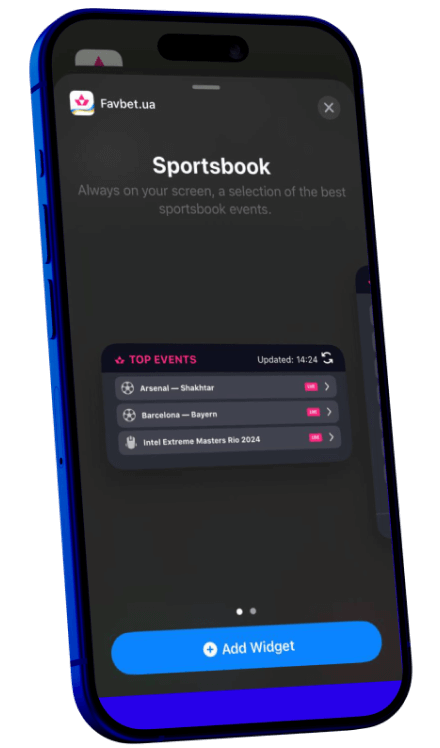 Favbet.ua
Sportsbook
Always on your screen, a selection of the best
sportsbook events.
TOP EVENTS
Updated: 14:24
Arsenal — Shakhtar
LIVE
Barcelona — Bayern
LIVE
Intel Extreme Masters Rio 2024
LIVE
Add Widget